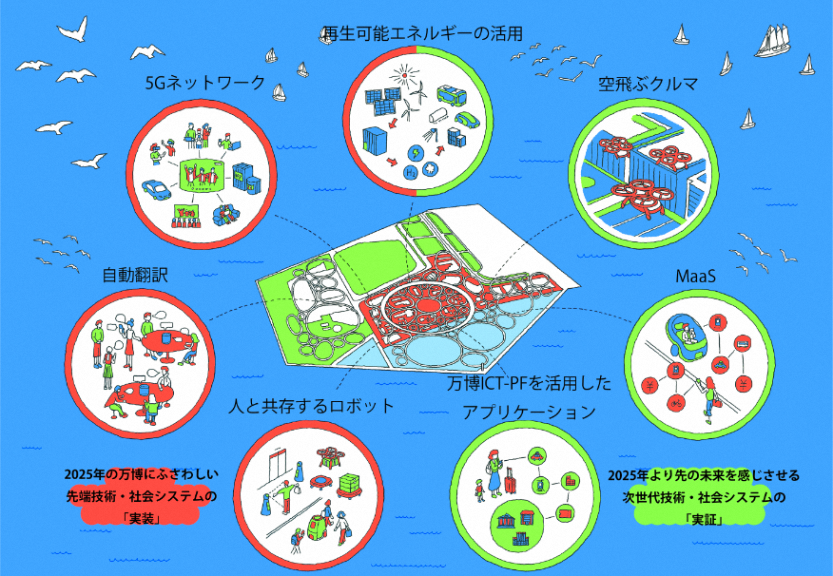 再生可能エネルギーの活用
5Gネットワーク
空飛ぶクルマ
自動翻訳
MaaS
人と共存するロボット
万博ICT-PFを活用した
アプリケーション
H₂
2025年の万博にふさわしい
先端技術・社会システムの
「実装」
2025年より先の未来を感じさせる
次世代技術・社会システムの
「実証」